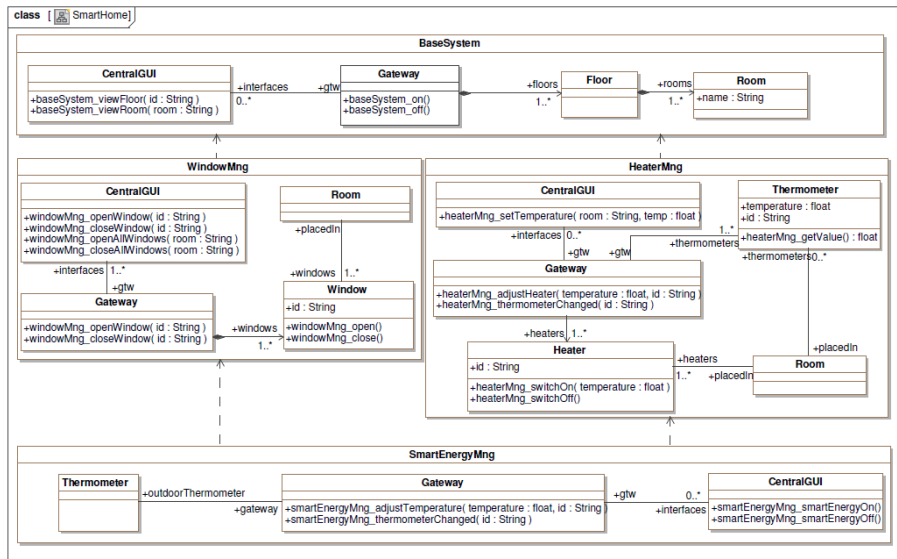 class [ SmartHome]
BaseSystem
CentralGUI
+baseSystem_viewFloor( id : String )
+baseSystem_viewRoom( room : String )
+interfaces
0..*
+gtw
Gateway
+baseSystem_on()
+baseSystem_off()
+floors
1..*
Floor
+rooms
1..*
Room
+name : String
WindowMng
CentralGUI
+windowMng_openWindow( id : String )
+windowMng_closeWindow( id : String )
+windowMng_openAllWindows( room : String )
+windowMng_closeAllWindows( room : String )
Room
+placedIn
+interfaces
1..*
+gtw
+windows
1..*
Gateway
+windowMng_openWindow( id : String )
+windowMng_closeWindow( id : String )
+windows
1..*
Window
+id : String
+windowMng_open()
+windowMng_close()
HeaterMng
CentralGUI
+heaterMng_setTemperature( room : String, temp : float )
Thermometer
+temperature : float
+id : String
+heaterMng_getValue() : float
+interfaces
0..*
+gtw
1..*
+thermometers
+gtw
+thermometers
0..*
Gateway
+heaterMng_adjustHeater( temperature : float, id : String )
+heaterMng_thermometerChanged( id : String )
+heaters
1..*
Heater
+id : String
+heaterMng_switchOn( temperature : float )
+heaterMng_switchOff()
+heaters
1..*
+placedIn
+placedIn
Room
SmartEnergyMng
Thermometer
+outdoorThermometer
+gateway
Gateway
+smartEnergyMng_adjustTemperature( temperature : float, id : String )
+smartEnergyMng_thermometerChanged( id : String )
+gtw
0..*
+interfaces
CentralGUI
+smartEnergyMng_smartEnergyOn()
+smartEnergyMng_smartEnergyOff()